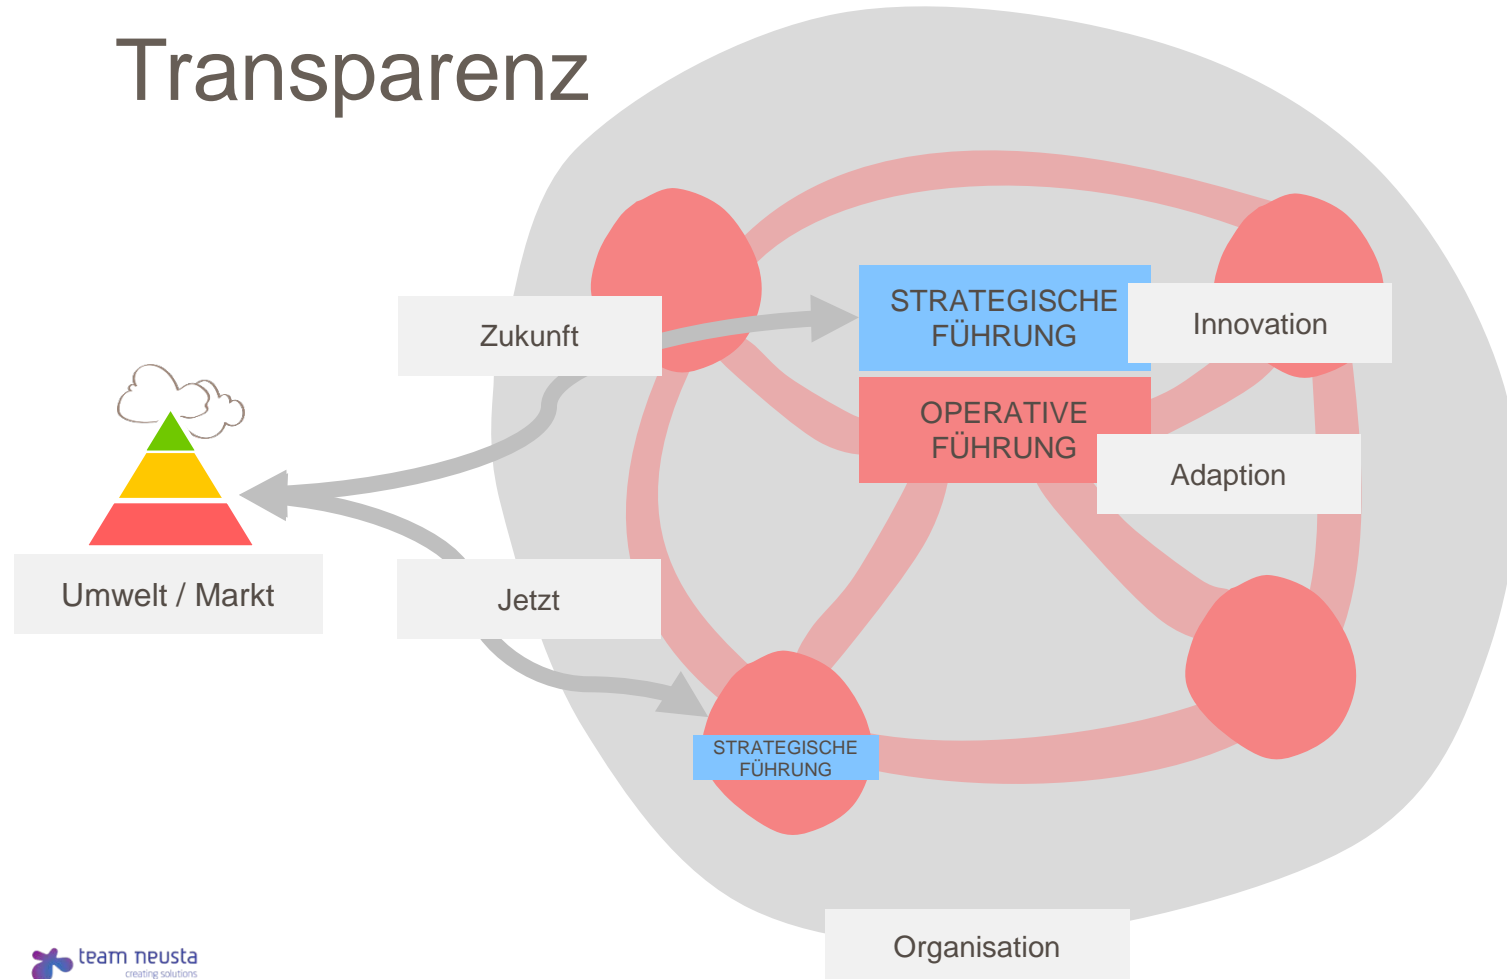 Transparenz
STRATEGISCHE
FÜHRUNG
Zukunft
Innovation
OPERATIVE
FÜHRUNG
Adaption
Umwelt / Markt
Jetzt
STRATEGISCHE
FÜHRUNG
Organisation
team neusta
creating solutions